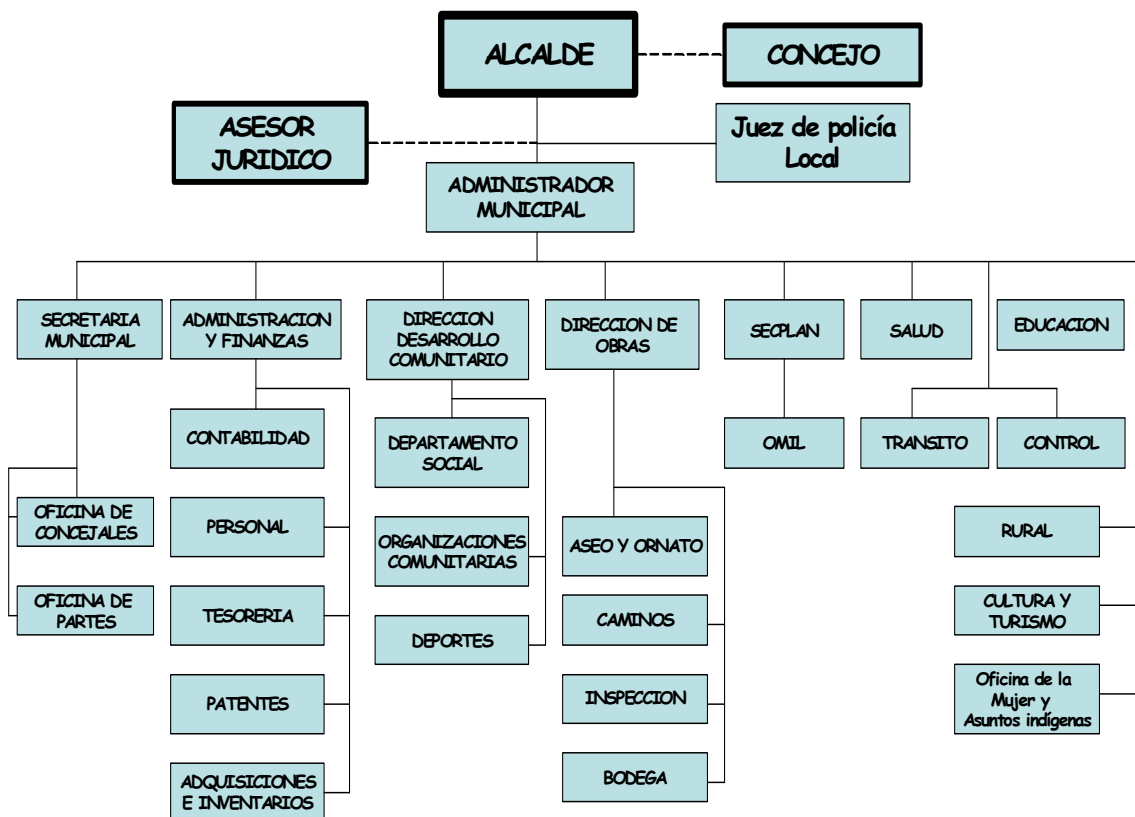 ALCALDE
CONCEJO
ASESOR
JURIDICO
Juez de policía
Local
ADMINISTRADOR
MUNICIPAL
SECRETARIA
MUNICIPAL
ADMINISTRACION
Y FINANZAS
DIRECCION
DESARROLLO
COMUNITARIO
DIRECCION DE
OBRAS
SECPLAN
SALUD
EDUCACION
CONTABILIDAD
DEPARTAMENTO
SOCIAL
OMIL
TRANSITO
CONTROL
OFICINA DE
CONCEJALES
PERSONAL
ORGANIZACIONES
COMUNITARIAS
ASEO Y ORNATO
RURAL
OFICINA DE
PARTES
TESORERIA
DEPORTES
CAMINOS
CULTURA Y
TURISMO
PATENTES
INSPECCION
Oficina de la
Mujer y
Asuntos indígenas
ADQUISICIONES
E INVENTARIOS
BODEGA